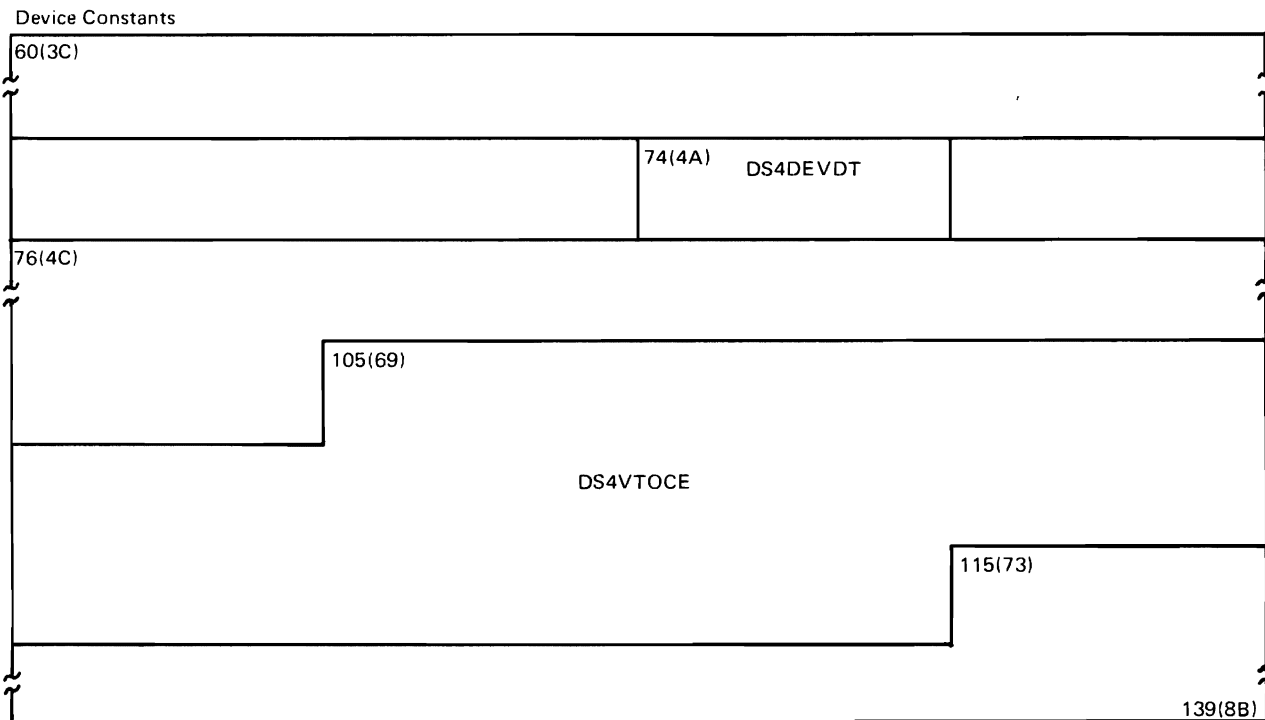 Device Constants
60(3C)
74(4A) DS4DEVDT
76(4C)
105(69)
DS4VTOCE
115(73)
139(8B)